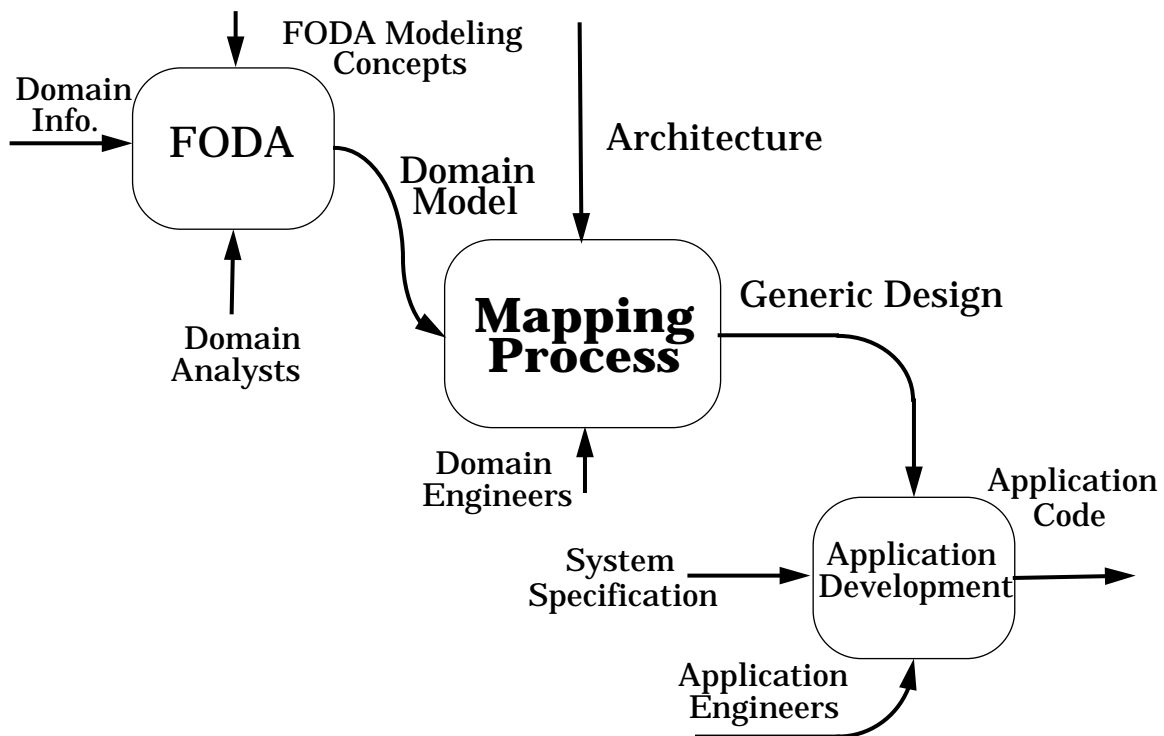 FODA Modeling
Concepts
Domain
Info.
FODA
Architecture
Domain
Model
Domain
Analysts
Mapping
Process
Generic Design
Domain
Engineers
Application
Code
System
Specification
Application
Development
Application
Engineers